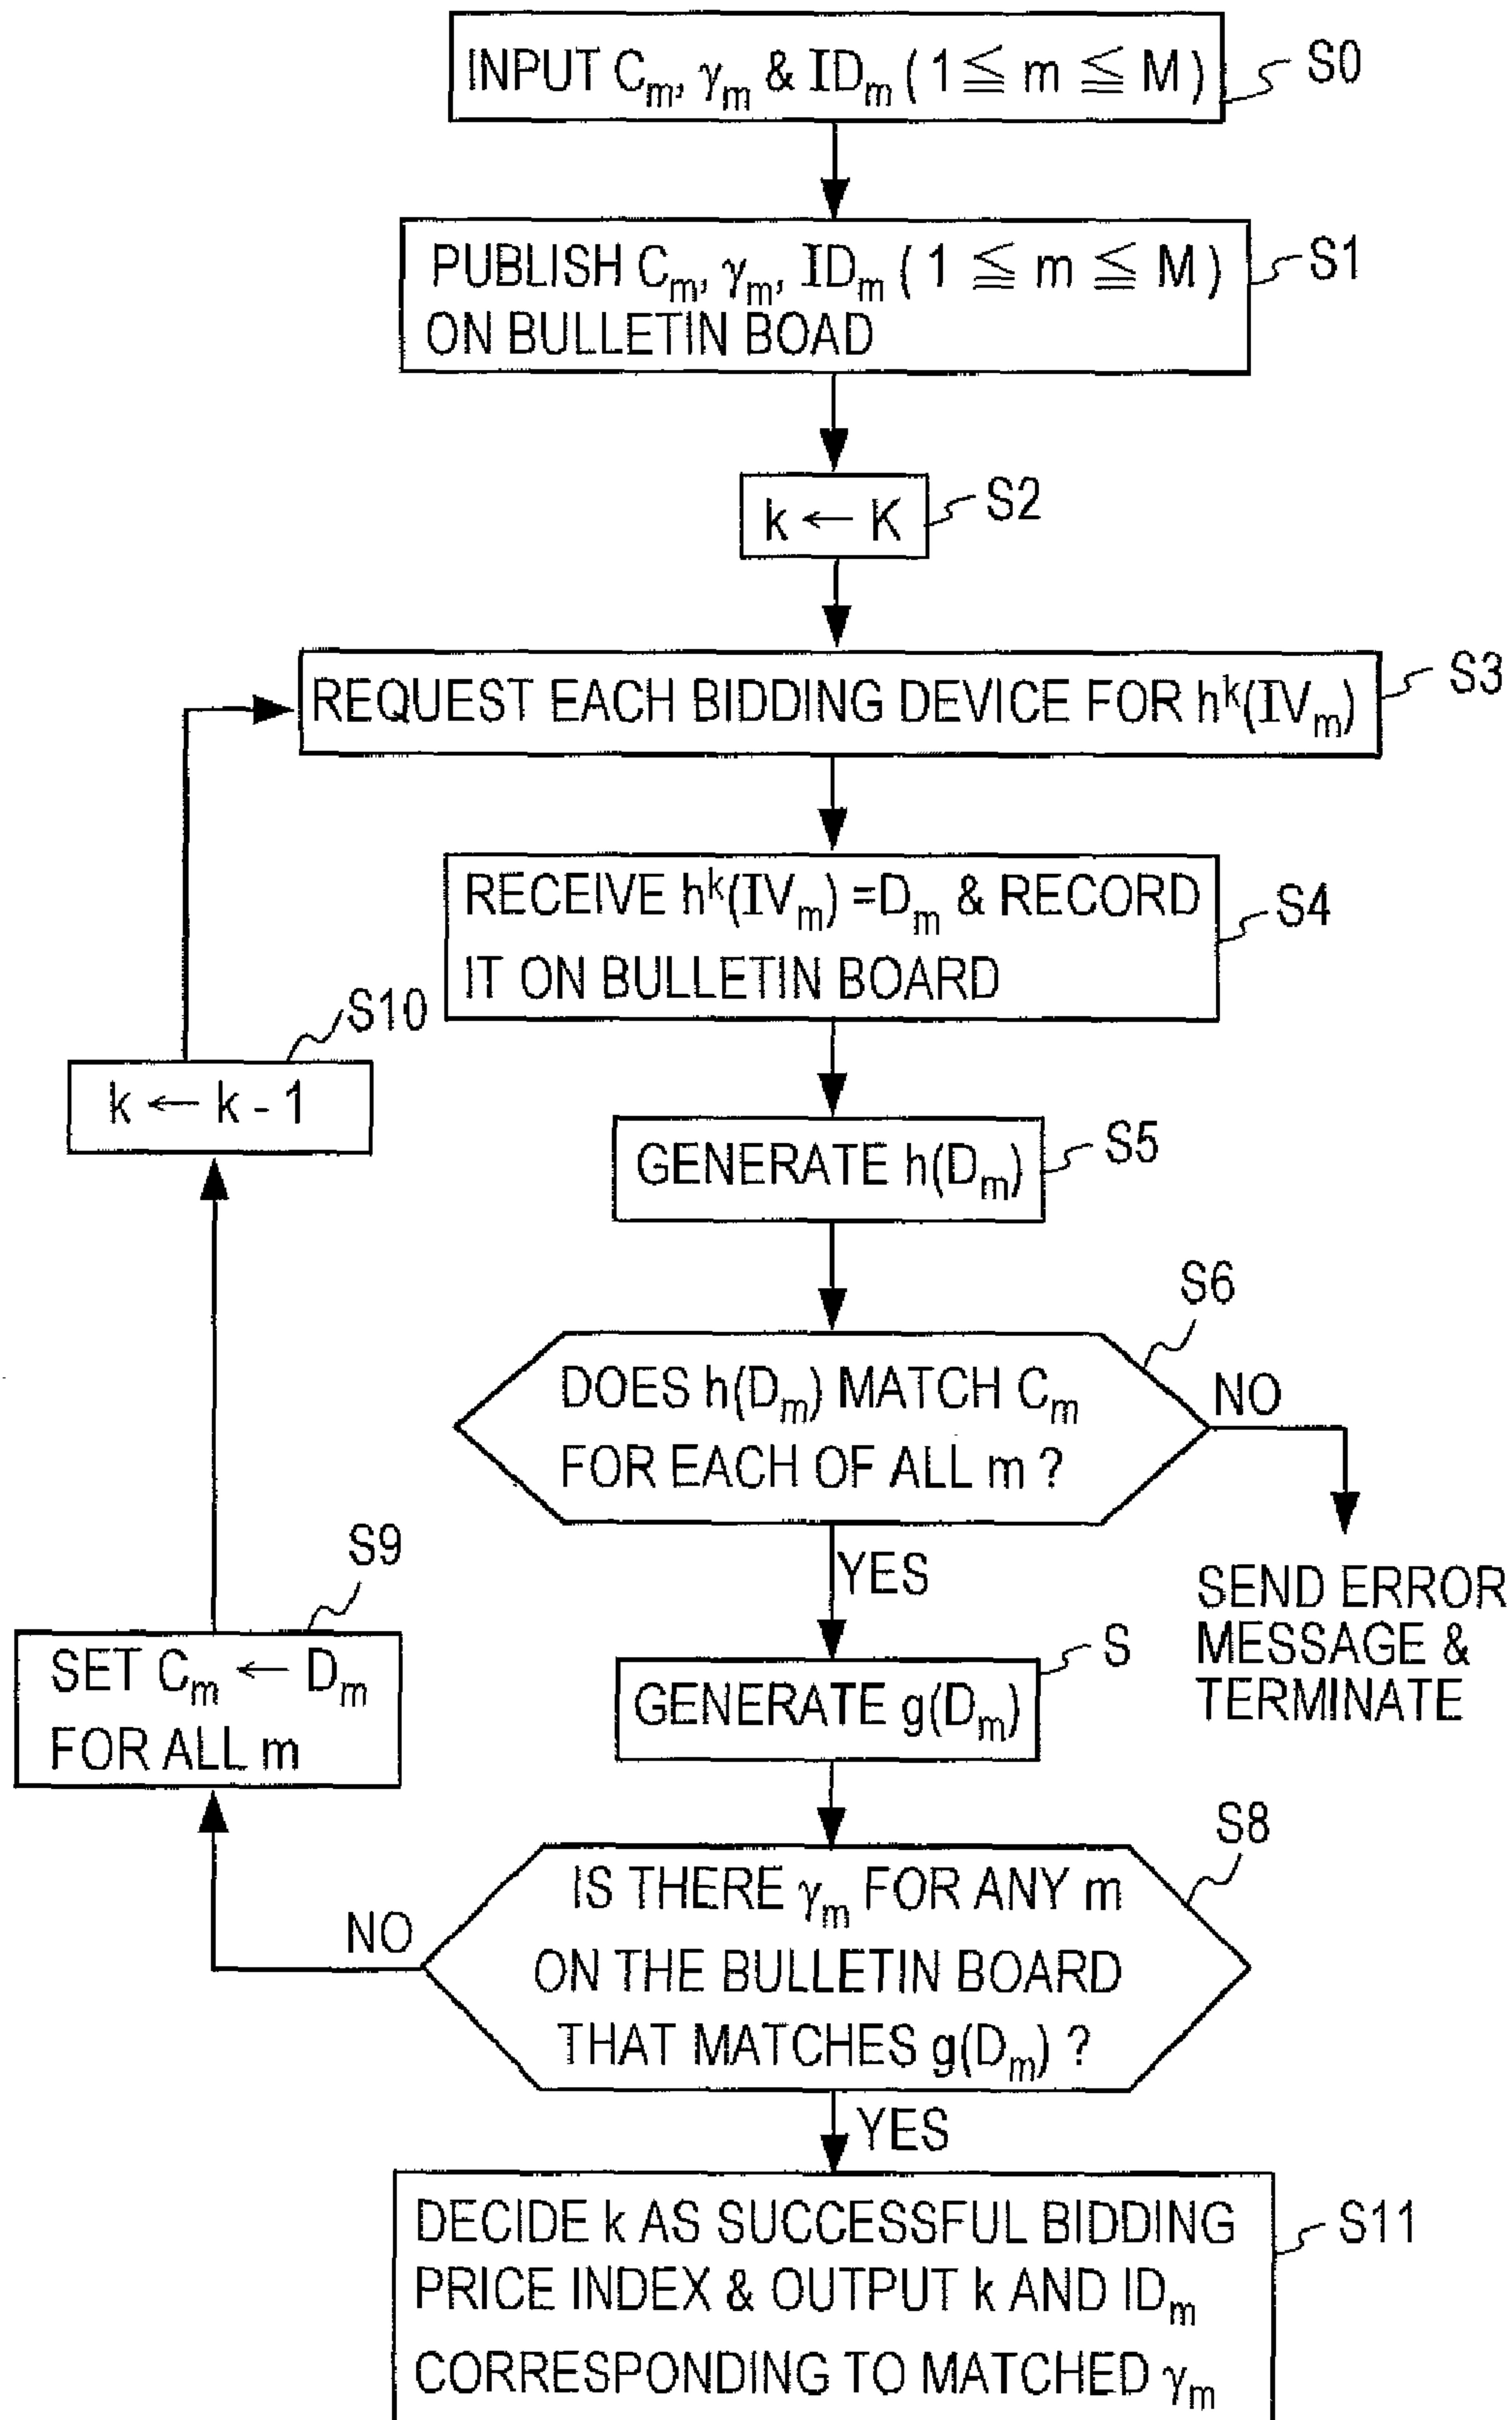 INPUT Cm, γm & IDm ( 1 ≦ m ≦ M )
S0
PUBLISH Cm, γm, IDm ( 1 ≦ m ≦ M )
ON BULLETIN BOAD
S1
k ← K
S2
REQUEST EACH BIDDING DEVICE FOR h^k(IVm)
S3
RECEIVE h^k(IVm) =Dm & RECORD
IT ON BULLETIN BOARD
S4
S10
k ← k - 1
GENERATE h(Dm)
S5
S6
DOES h(Dm) MATCH Cm
FOR EACH OF ALL m ?
NO
YES
SEND ERROR
MESSAGE &
TERMINATE
S9
SET Cm ← Dm
FOR ALL m
S
GENERATE g(Dm)
S8
IS THERE γm FOR ANY m
ON THE BULLETIN BOARD
THAT MATCHES g(Dm) ?
NO
YES
DECIDE k AS SUCCESSFUL BIDDING
PRICE INDEX & OUTPUT k AND IDm
CORRESPONDING TO MATCHED γm
S11